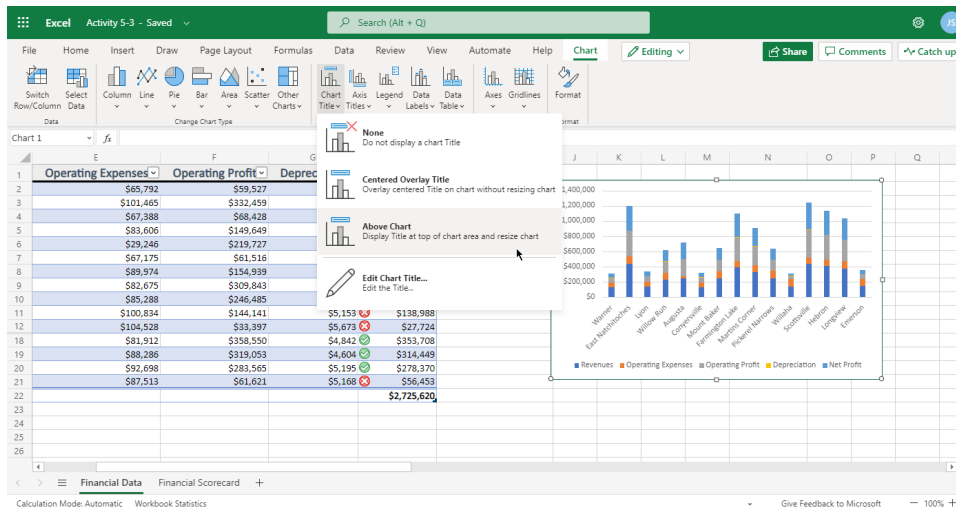 Excel Activity 5-3 - Saved Search (Alt + Q) JS
File Home Insert Draw Page Layout Formulas Data Review View Automate Help Chart Editing Share Comments Catch up
Switch Row/Column Select Data Column Line Pie Bar Area Scatter Other Charts Chart Title Axis Titles Legend Data Labels Data Table Axes Gridlines Format
Data Change Chart Type
Chart 1 fx
None
Do not display a chart Title
Centered Overlay Title
Overlay centered Title on chart without resizing chart
Above Chart
Display Title at top of chart area and resize chart
Edit Chart Title...
Edit the Title...
E F G J K L M N O P Q
1 Operating Expenses Operating Profit Deprec
2 $65,792 $59,527
3 $101,465 $332,459
4 $67,388 $68,428
5 $83,606 $149,649
6 $29,246 $219,727
7 $67,175 $61,516
8 $89,974 $154,939
9 $82,675 $309,843
10 $85,288 $246,485
11 $100,834 $144,141 $5,153 $138,988
12 $104,528 $33,397 $5,673 $27,724
18 $81,912 $358,550 $4,842 $353,708
19 $88,286 $319,053 $4,604 $314,449
20 $92,698 $283,565 $5,195 $278,370
21 $87,513 $61,621 $5,168 $56,453
22 $2,725,620
23
24
25
26
1,400,000
1,200,000
1,000,000
$800,000
$600,000
$400,000
$200,000
$0
Warner East Natchitoches Lyon Willow Run Augusta Conyersville Mount Baker Farmington Lake Martins Corner Pickerel Narrows Willaha Scottsville Hebron Longview Emerson
Revenues Operating Expenses Operating Profit Depreciation Net Profit
Financial Data Financial Scorecard +
Calculation Mode: Automatic Workbook Statistics Give Feedback to Microsoft 100%